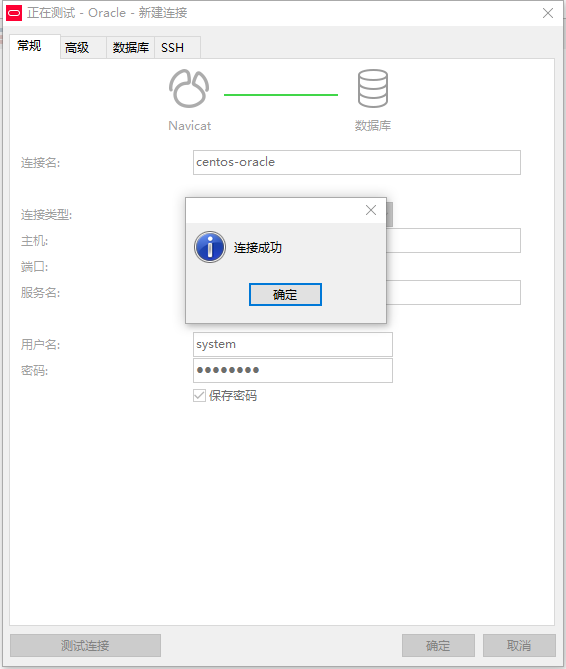 正在测试 - Oracle - 新建连接
常规 高级 数据库 SSH
Navicat 数据库
连接名: centos-oracle
连接类型:
主机:
连接成功
端口:
服务名:
确定
用户名: system
密码: ●●●●●●●●
保存密码
测试连接 确定 取消